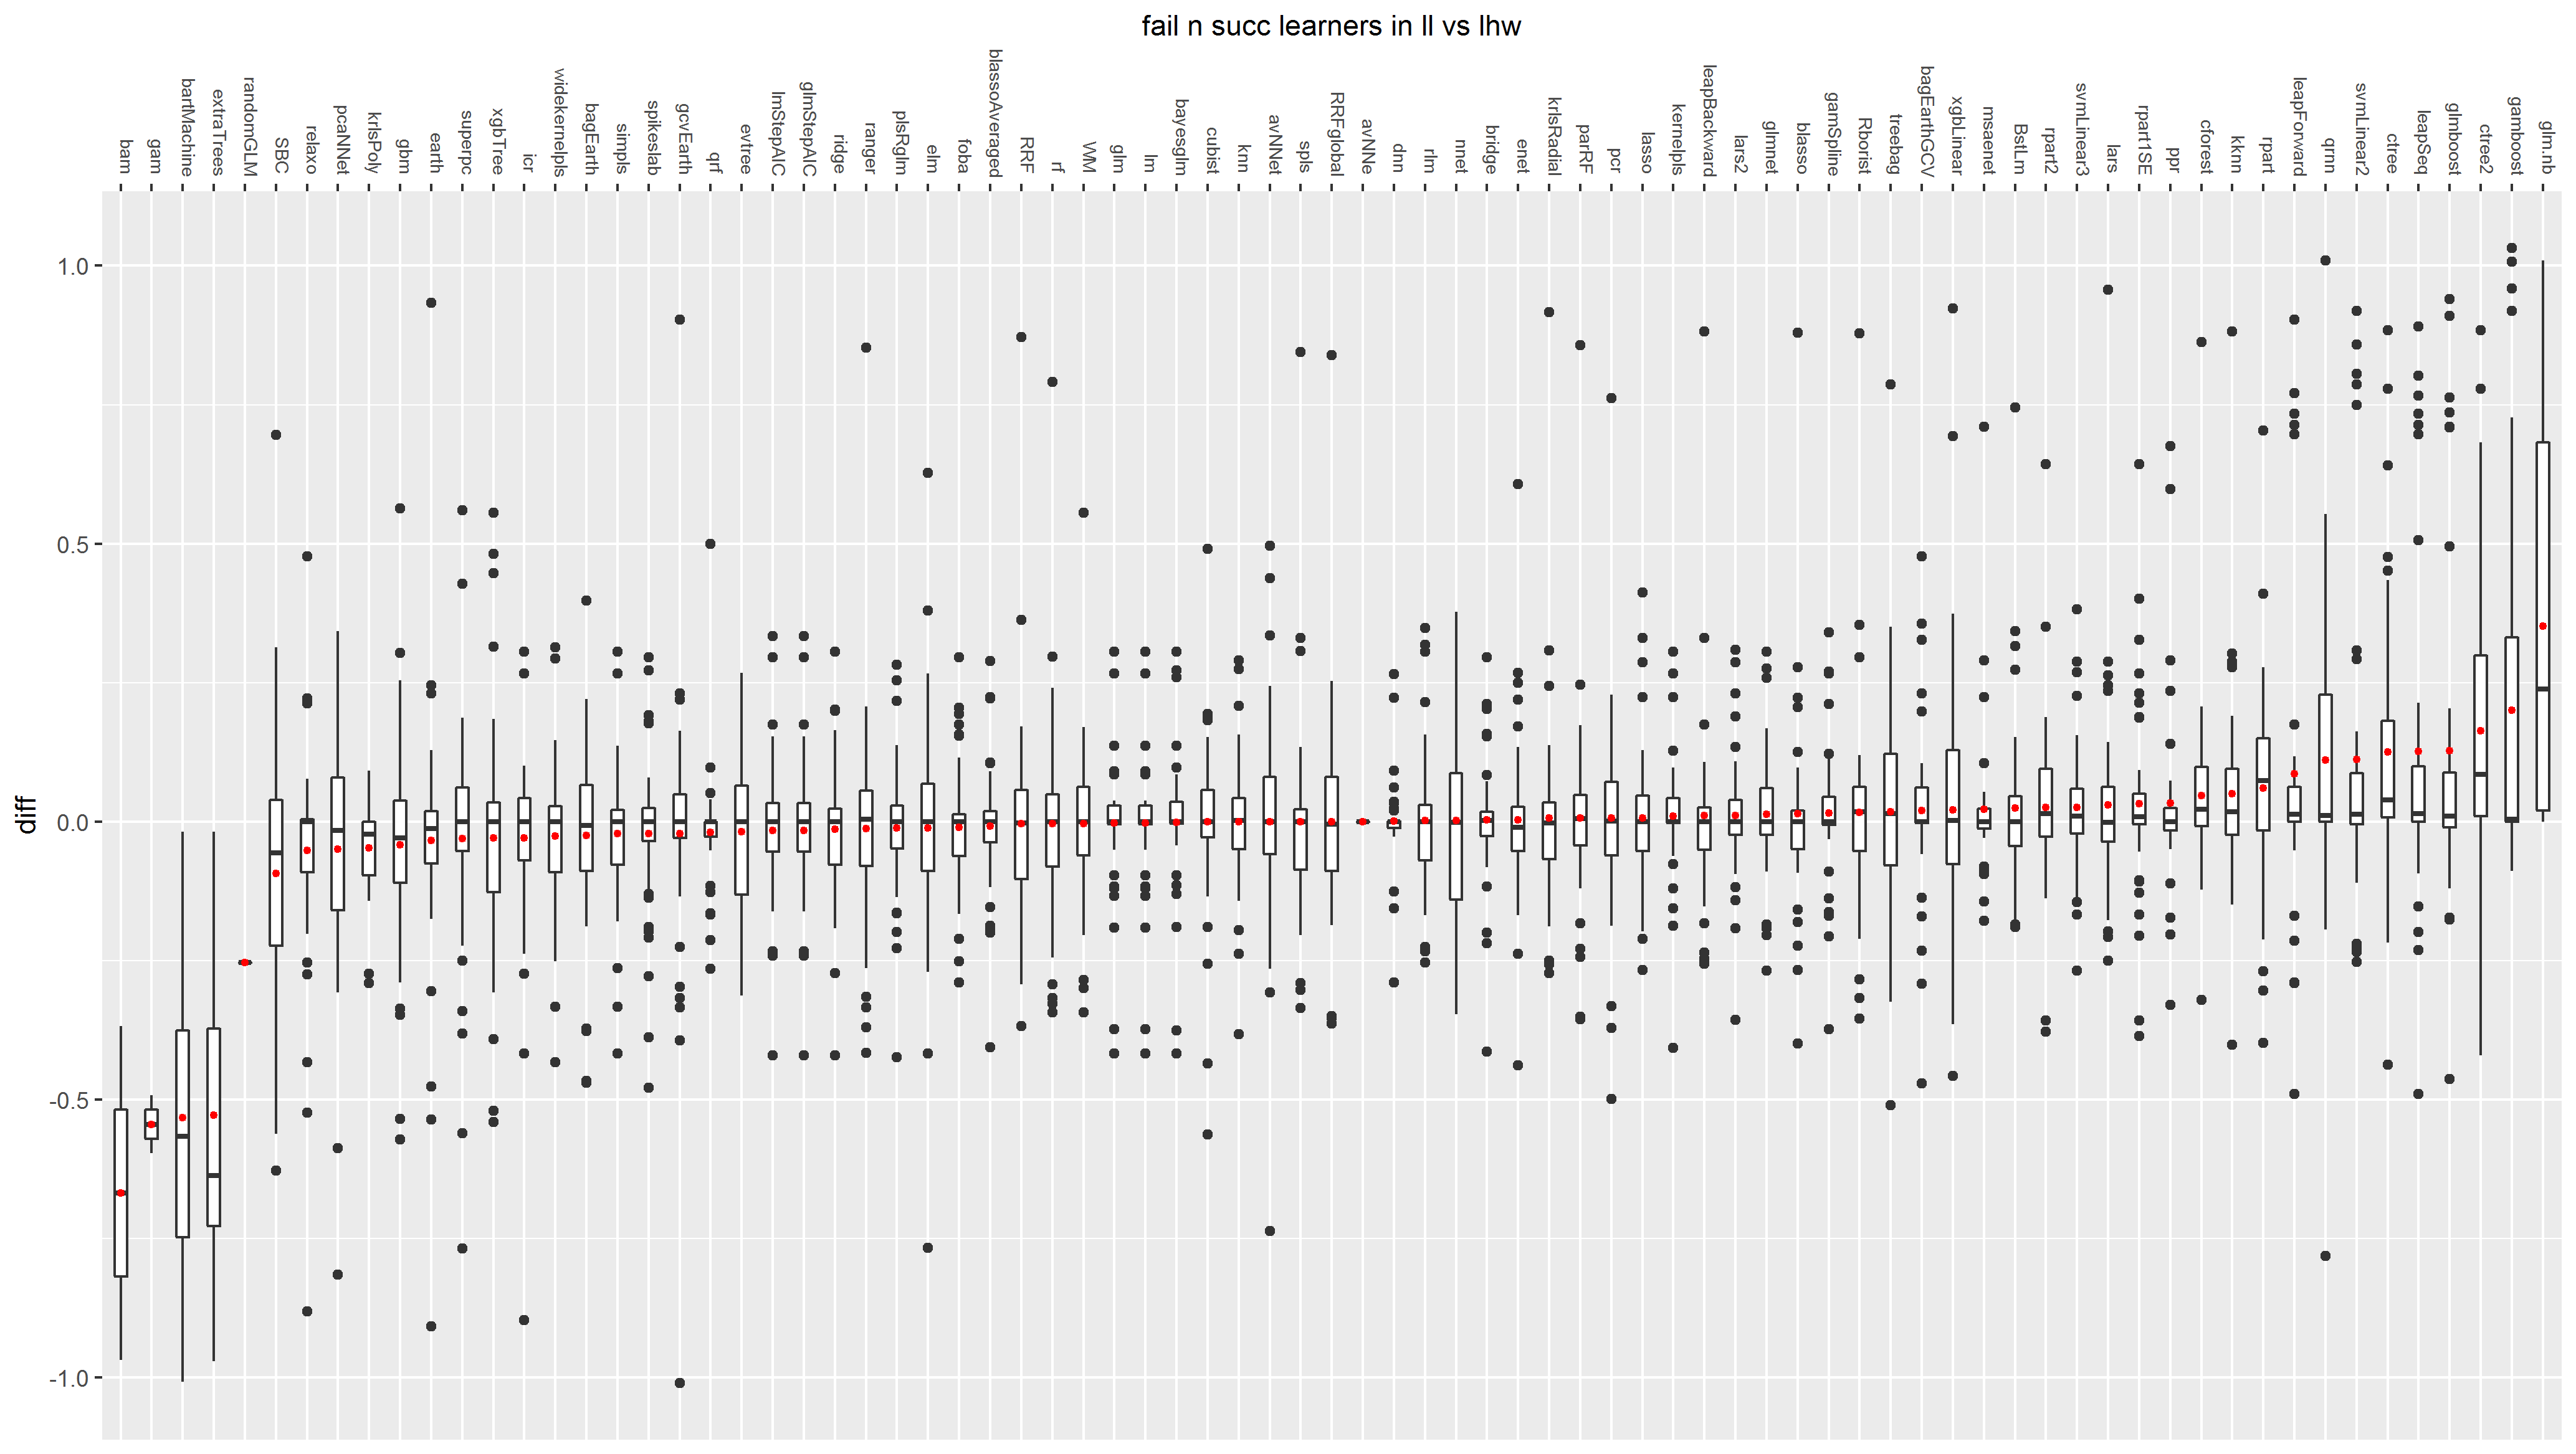 fail n succ learners in ll vs lhw
bam
gam
bartMachine
extraTrees
randomGLM
SBC
relaxo
pcaNNet
krlsPoly
gbm
earth
superpc
xgbTree
icr
widekernelpls
bagEarth
simpls
spikeslab
gcvEarth
qrf
evtree
lmStepAIC
glmStepAIC
ridge
ranger
plsRglm
elm
foba
blassoAveraged
RRF
rf
WM
glm
lm
bayesglm
cubist
knn
avNNet
spls
RRFglobal
avNNe
dnn
rlm
nnet
bridge
enet
krlsRadial
parRF
pcr
lasso
kernelpls
leapBackward
lars2
glmnet
blasso
gamSpline
Rborist
treebag
bagEarthGCV
xgbLinear
msaenet
BstLm
rpart2
svmLinear3
lars
rpart1SE
ppr
cforest
kknn
rpart
leapForward
qrnn
svmLinear2
ctree
leapSeq
glmboost
ctree2
gamboost
glm.nb
1.0
0.5
0.0
-0.5
-1.0
diff